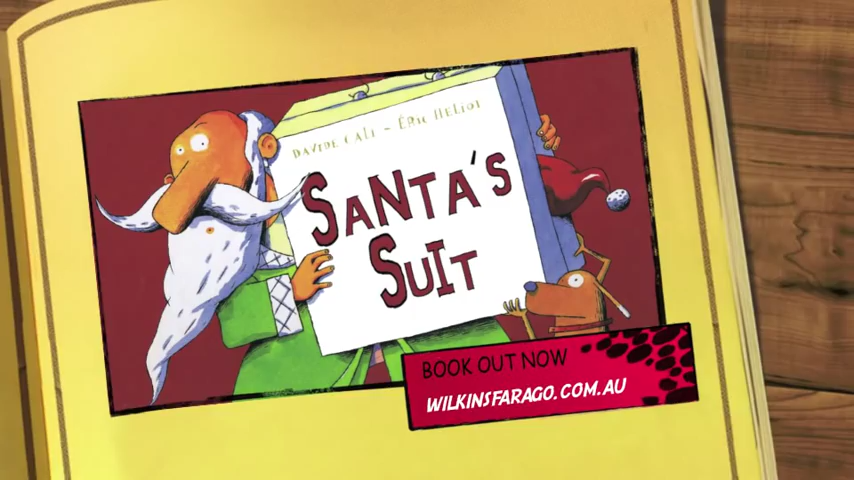 DAVIDE CALI - ÉRIC HÉLIOT
SANTA'S
SUIT
BOOK OUT NOW
WILKINSFARAGO.COM.AU